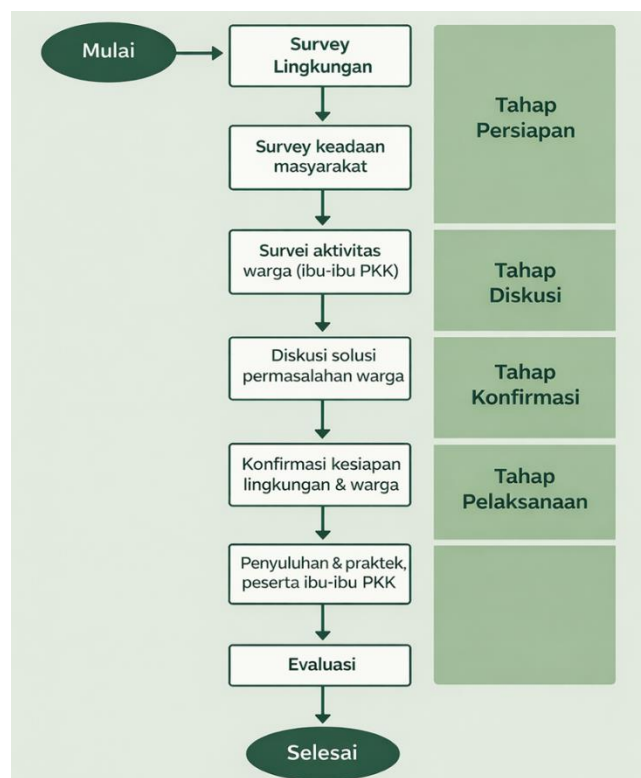 Mulai
Survey
Lingkungan
Tahap
Persiapan
Survey keadaan
masyarakat
Survei aktivitas
warga (ibu-ibu PKK)
Tahap
Diskusi
Diskusi solusi
permasalahan warga
Tahap
Konfirmasi
Konfirmasi kesiapan
lingkungan & warga
Tahap
Pelaksanaan
Penyuluhan & praktek,
peserta ibu-ibu PKK
Evaluasi
Selesai